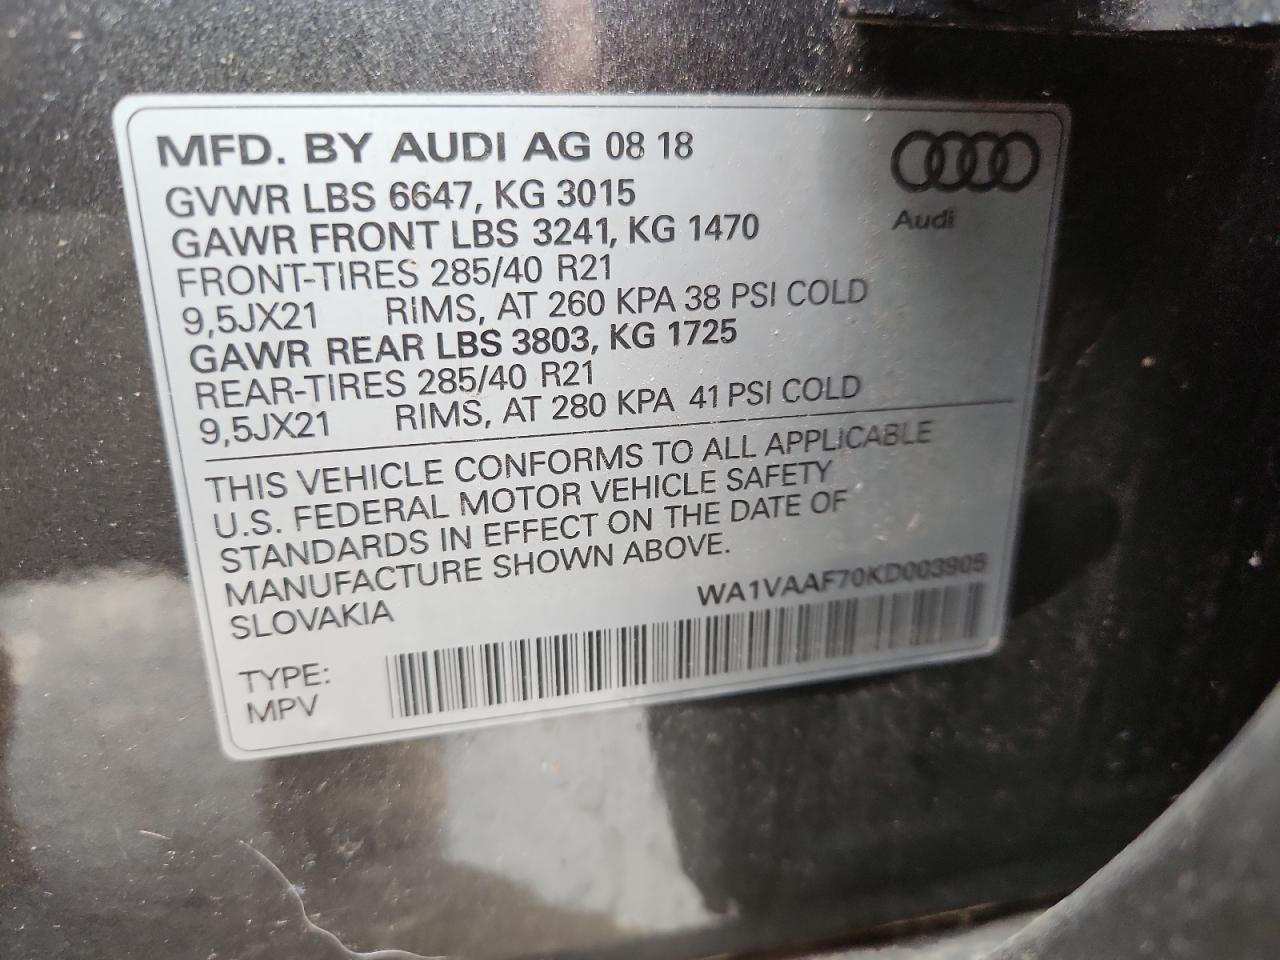 MFD. BY AUDI AG 08 18
GVWR LBS 6647, KG 3015
GAWR FRONT LBS 3241, KG 1470
FRONT-TIRES 285/40 R21
9,5JX21 RIMS, AT 260 KPA 38 PSI COLD
GAWR REAR LBS 3803, KG 1725
REAR-TIRES 285/40 R21
9,5JX21 RIMS, AT 280 KPA 41 PSI COLD
Audi
THIS VEHICLE CONFORMS TO ALL APPLICABLE
U.S. FEDERAL MOTOR VEHICLE SAFETY
STANDARDS IN EFFECT ON THE DATE OF
MANUFACTURE SHOWN ABOVE.
SLOVAKIA
WA1VAAF70KD003905
TYPE:
MPV